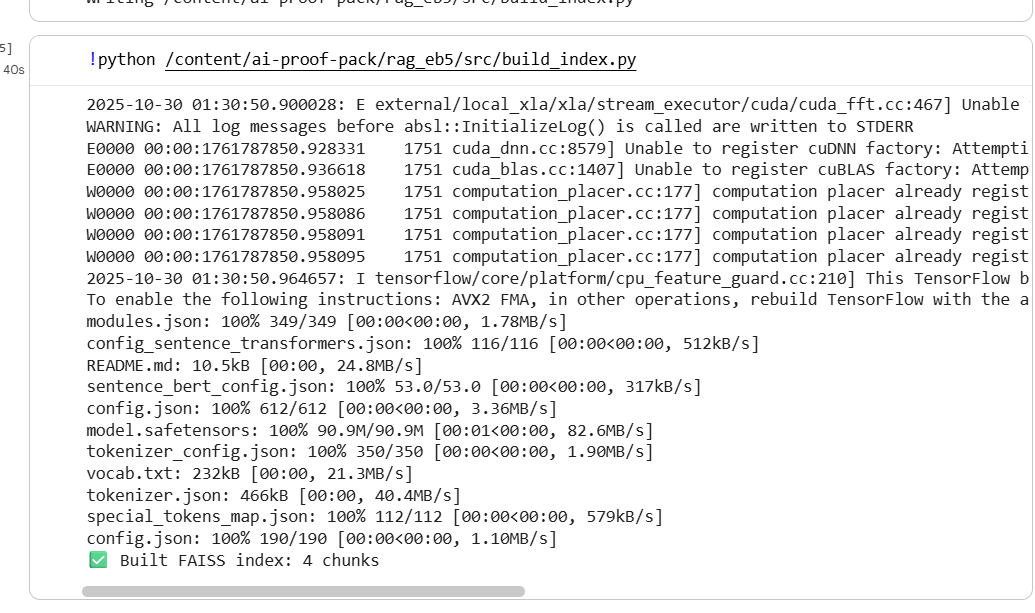 writing /content/ai-proof-pack/rag_eb5/src/build_index.py
5]
40s
!python /content/ai-proof-pack/rag_eb5/src/build_index.py
2025-10-30 01:30:50.900028: E external/local_xla/xla/stream_executor/cuda/cuda_fft.cc:467] Unable
WARNING: All log messages before absl::InitializeLog() is called are written to STDERR
E0000 00:00:1761787850.928331    1751 cuda_dnn.cc:8579] Unable to register cuDNN factory: Attempti
E0000 00:00:1761787850.936618    1751 cuda_blas.cc:1407] Unable to register cuBLAS factory: Attemp
W0000 00:00:1761787850.958025    1751 computation_placer.cc:177] computation placer already regist
W0000 00:00:1761787850.958086    1751 computation_placer.cc:177] computation placer already regist
W0000 00:00:1761787850.958091    1751 computation_placer.cc:177] computation placer already regist
W0000 00:00:1761787850.958095    1751 computation_placer.cc:177] computation placer already regist
2025-10-30 01:30:50.964657: I tensorflow/core/platform/cpu_feature_guard.cc:210] This TensorFlow b
To enable the following instructions: AVX2 FMA, in other operations, rebuild TensorFlow with the a
modules.json: 100% 349/349 [00:00<00:00, 1.78MB/s]
config_sentence_transformers.json: 100% 116/116 [00:00<00:00, 512kB/s]
README.md: 10.5kB [00:00, 24.8MB/s]
sentence_bert_config.json: 100% 53.0/53.0 [00:00<00:00, 317kB/s]
config.json: 100% 612/612 [00:00<00:00, 3.36MB/s]
model.safetensors: 100% 90.9M/90.9M [00:01<00:00, 82.6MB/s]
tokenizer_config.json: 100% 350/350 [00:00<00:00, 1.90MB/s]
vocab.txt: 232kB [00:00, 21.3MB/s]
tokenizer.json: 466kB [00:00, 40.4MB/s]
special_tokens_map.json: 100% 112/112 [00:00<00:00, 579kB/s]
config.json: 100% 190/190 [00:00<00:00, 1.10MB/s]
✅ Built FAISS index: 4 chunks